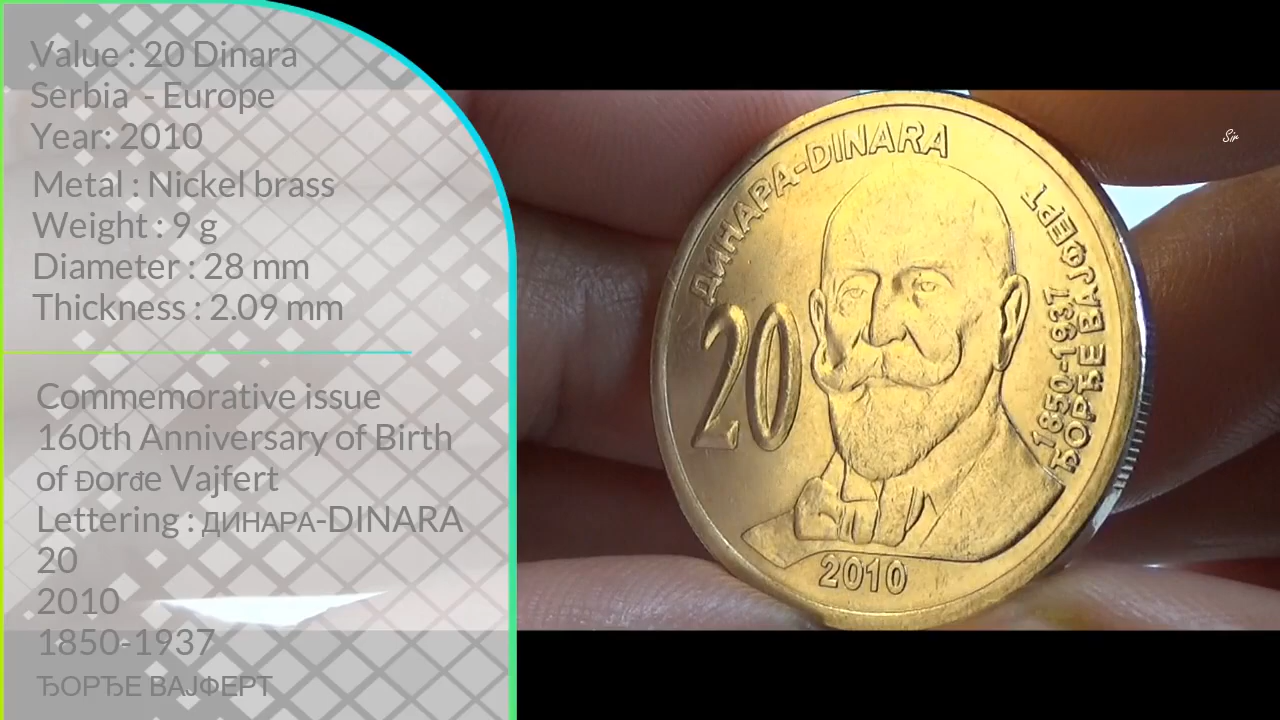 Value : 20 Dinara
Serbia - Europe
Year: 2010
Metal : Nickel brass
Weight : 9 g
Diameter : 28 mm
Thickness : 2.09 mm
Commemorative issue
160th Anniversary of Birth
of Đorđe Vajfert
Lettering : ДИНАРА-DINARA
20
2010
1850-1937
ЂОРЂЕ ВАЈФЕРТ
ДИНАРА-DINARA
20
1850-1937
ЂОРЂЕ ВАЈФЕРТ
2010
Sir